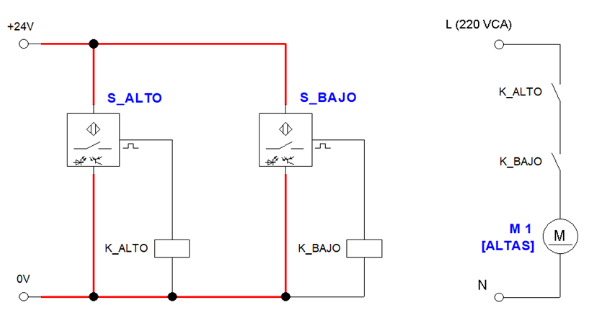 +24V
L (220 VCA)
S_ALTO
S_BAJO
K_ALTO
K_BAJO
K_ALTO
K_BAJO
M 1
[ALTAS]
M
0V
N